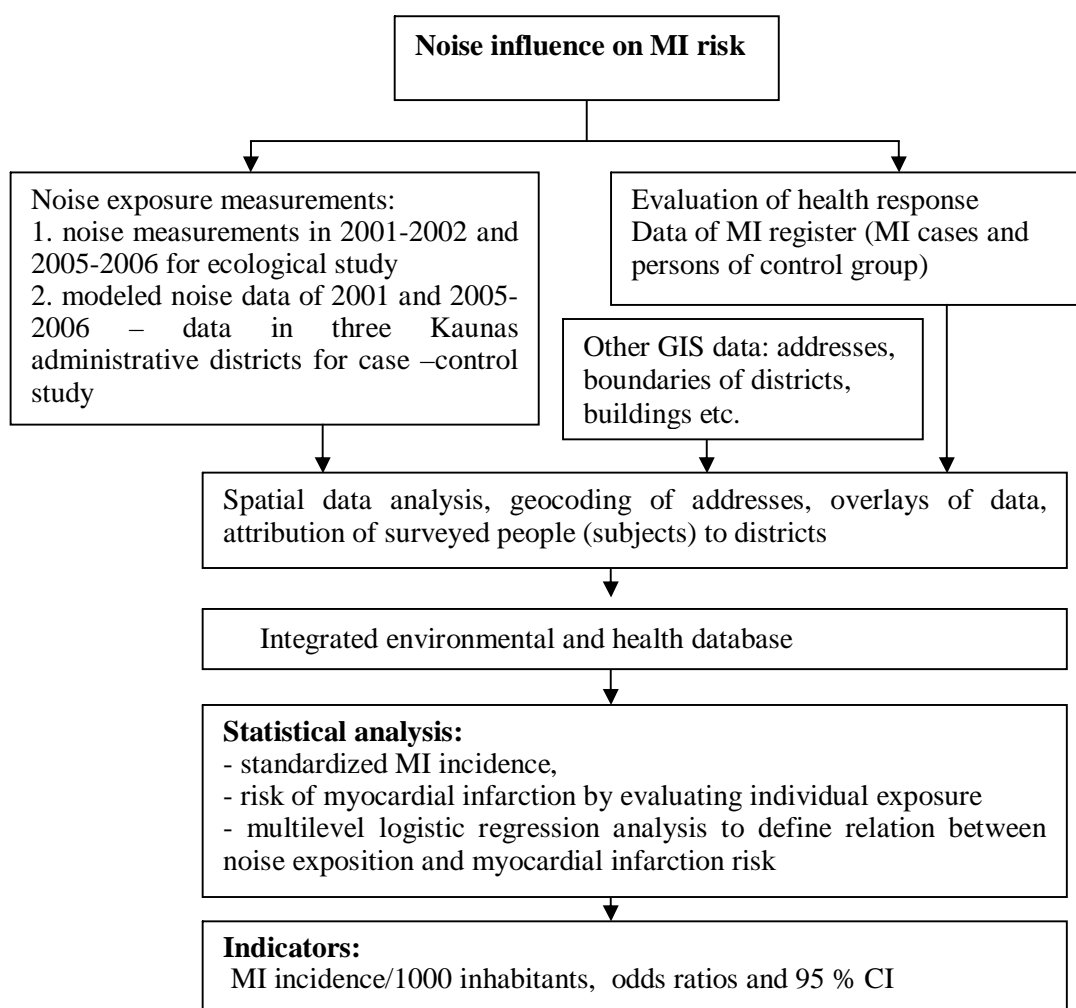 Noise influence on MI risk
Noise exposure measurements:
1. noise measurements in 2001-2002 and
2005-2006 for ecological study
2. modeled noise data of 2001 and 2005-
2006 – data in three Kaunas
administrative districts for case –control
study
Evaluation of health response
Data of MI register (MI cases and
persons of control group)
Other GIS data: addresses,
boundaries of districts,
buildings etc.
Spatial data analysis, geocoding of addresses, overlays of data,
attribution of surveyed people (subjects) to districts
Integrated environmental and health database
Statistical analysis:
- standardized MI incidence,
- risk of myocardial infarction by evaluating individual exposure
- multilevel logistic regression analysis to define relation between
noise exposition and myocardial infarction risk
Indicators:
MI incidence/1000 inhabitants, odds ratios and 95 % CI